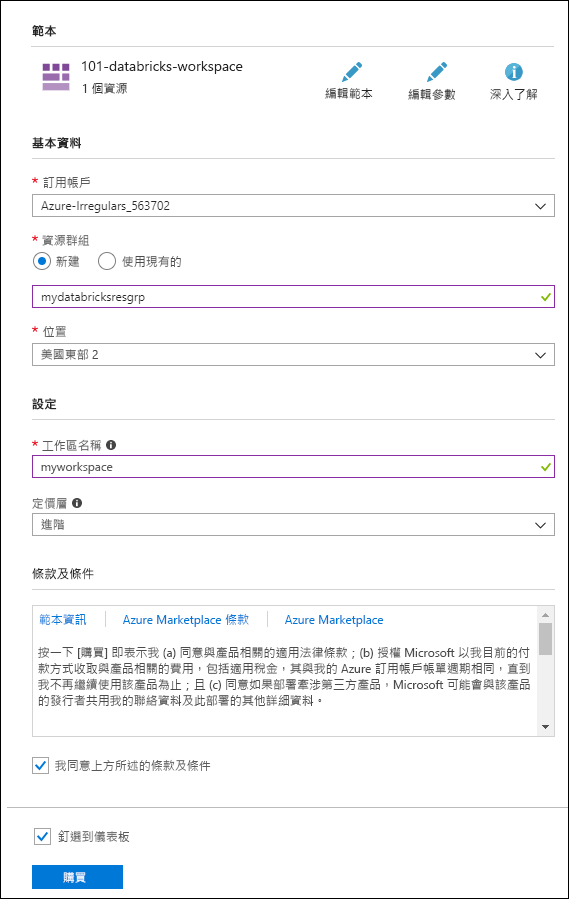 範本
101-databricks-workspace
1 個資源
編輯範本
編輯參數
深入了解
基本資料
* 訂用帳戶
Azure-Irregulars_563702
* 資源群組
新建
使用現有的
mydatabricksresgrp
* 位置
美國東部 2
設定
* 工作區名稱
myworkspace
定價層
進階
條款及條件
範本資訊
Azure Marketplace 條款
Azure Marketplace
按一下 [購買] 即表示我 (a) 同意與產品相關的適用法律條款；(b) 授權 Microsoft 以我目前的付
款方式收取與產品相關的費用，包括適用稅金，其與我的 Azure 訂用帳戶帳單週期相同，直到
我不再繼續使用該產品為止；且 (c) 同意如果部署牽涉第三方產品，Microsoft 可能會與該產品
的發行者共用我的聯絡資料及此部署的其他詳細資料。
我同意上方所述的條款及條件
釘選到儀表板
購買